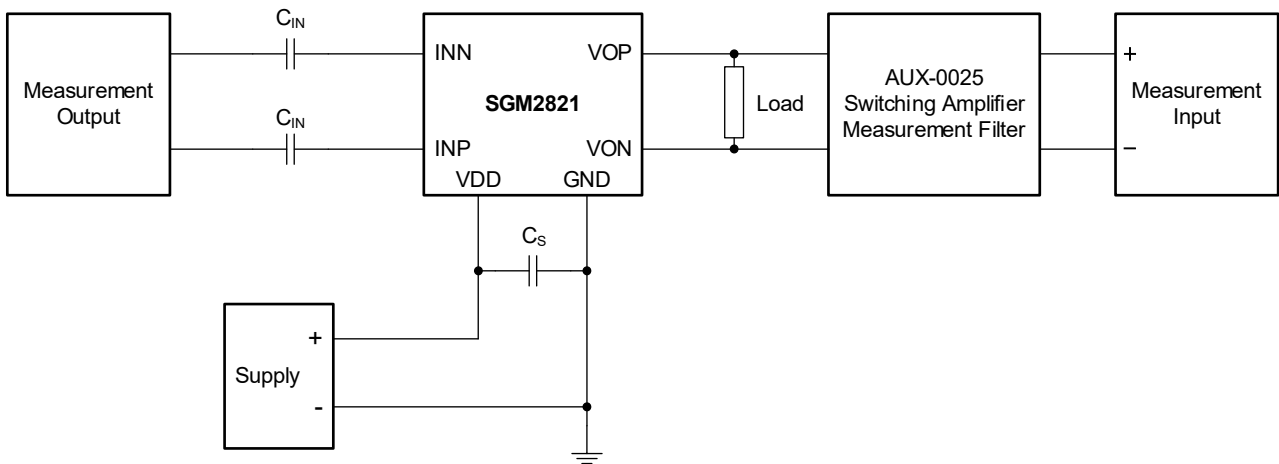 C_IN
Measurement
Output
C_IN
INN
INP
SGM2821
VOP
VON
VDD
GND
Load
AUX-0025
Switching Amplifier
Measurement Filter
+
−
Measurement
Input
C_S
Supply
+
-